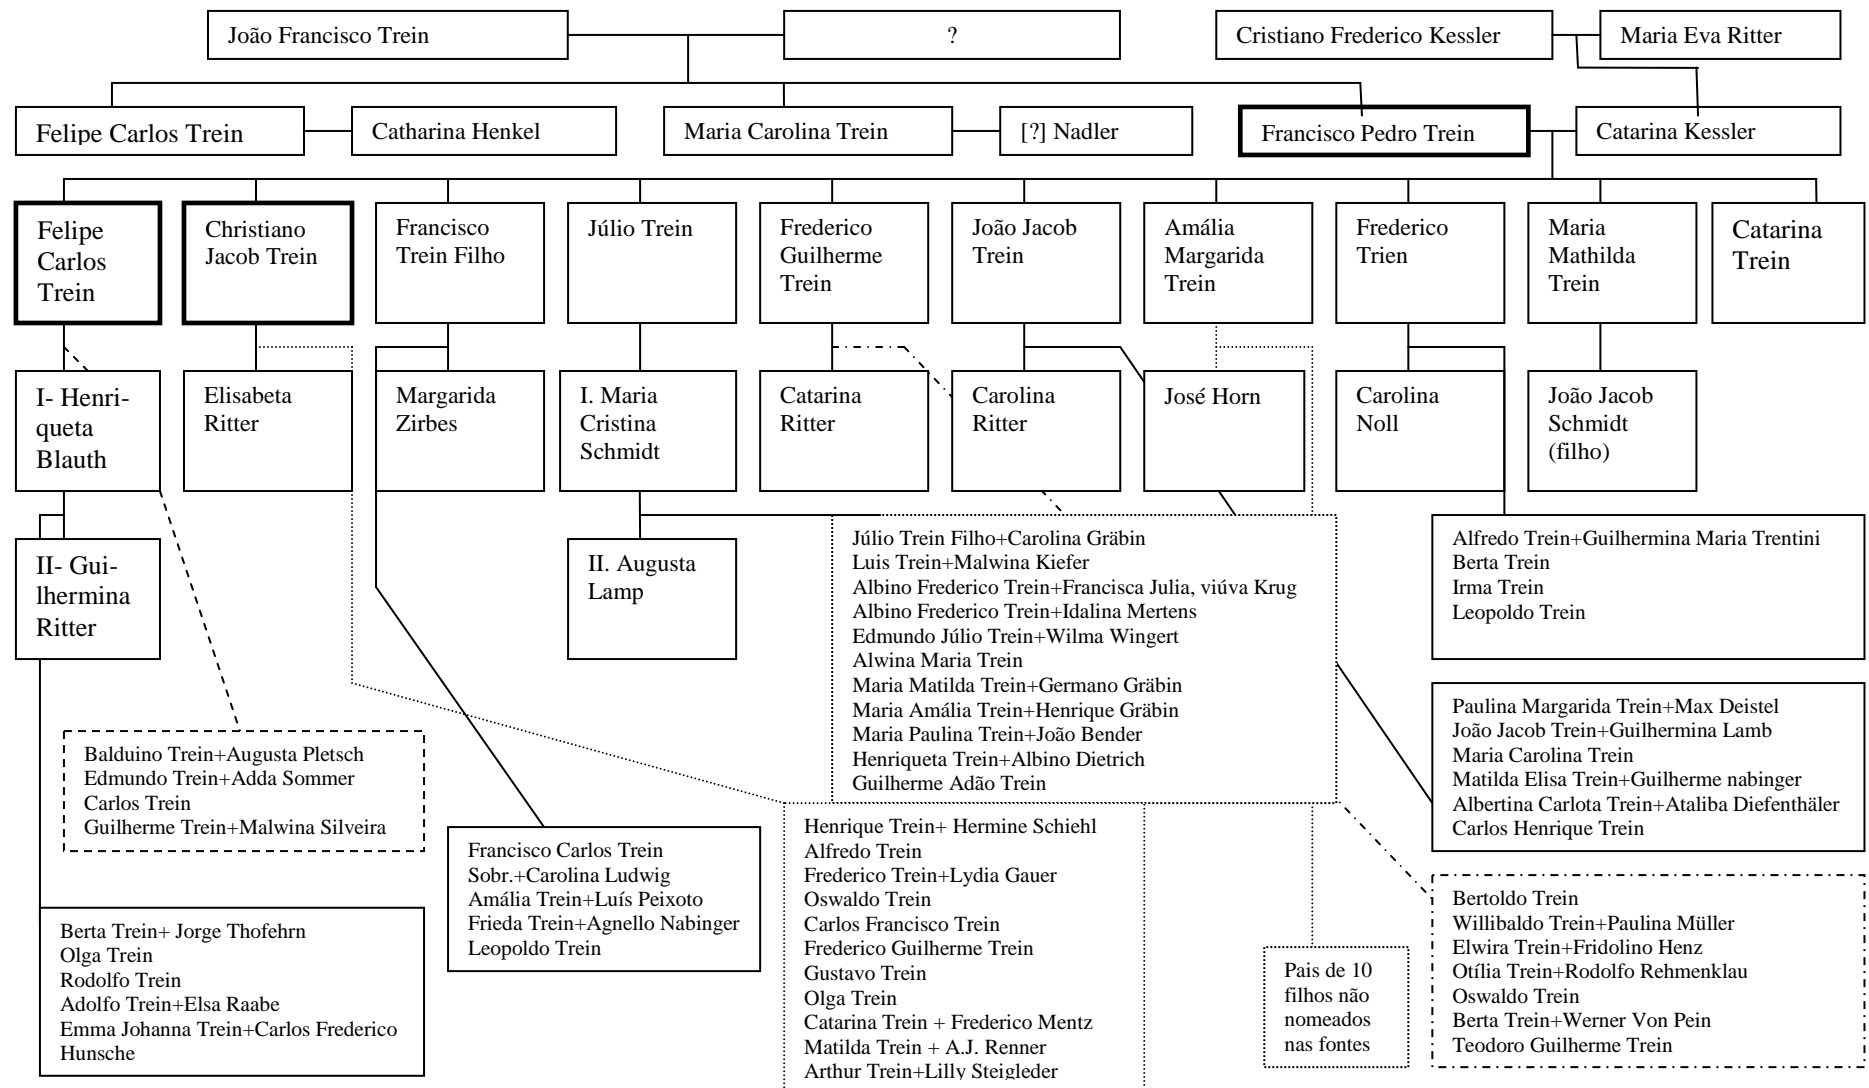 João Francisco Trein
?
Cristiano Frederico Kessler
Maria Eva Ritter
Felipe Carlos Trein
Catharina Henkel
Maria Carolina Trein
[?] Nadler
Francisco Pedro Trein
Catarina Kessler
Felipe
Carlos
Trein
Christiano
Jacob Trein
Francisco
Trein Filho
Júlio Trein
Frederico
Guilherme
Trein
João Jacob
Trein
Amália
Margarida
Trein
Frederico
Trien
Maria
Mathilda
Trein
Catarina
Trein
I- Henri-
queta
Blauth
Elisabeta
Ritter
Margarida
Zirbes
I. Maria
Cristina
Schmidt
Catarina
Ritter
Carolina
Ritter
José Horn
Carolina
Noll
João Jacob
Schmidt
(filho)
II- Gui-
lhermina
Ritter
II. Augusta
Lamp
Júlio Trein Filho+Carolina Gräbin
Luis Trein+Malwina Kiefer
Albino Frederico Trein+Francisca Julia, viúva Krug
Albino Frederico Trein+Idalina Mertens
Edmundo Júlio Trein+Wilma Wingert
Alwina Maria Trein
Maria Matilda Trein+Germano Gräbin
Maria Amália Trein+Henrique Gräbin
Maria Paulina Trein+João Bender
Henriqueta Trein+Albino Dietrich
Guilherme Adão Trein
Alfredo Trein+Guilhermina Maria Trentini
Berta Trein
Irma Trein
Leopoldo Trein
Paulina Margarida Trein+Max Deistel
João Jacob Trein+Guilhermina Lamb
Maria Carolina Trein
Matilda Elisa Trein+Guilherme nabinger
Albertina Carlota Trein+Ataliba Diefenthäler
Carlos Henrique Trein
Balduino Trein+Augusta Pletsch
Edmundo Trein+Adda Sommer
Carlos Trein
Guilherme Trein+Malwina Silveira
Francisco Carlos Trein
Sobr.+Carolina Ludwig
Amália Trein+Luís Peixoto
Frieda Trein+Agnello Nabinger
Leopoldo Trein
Henrique Trein+ Hermine Schiehl
Alfredo Trein
Frederico Trein+Lydia Gauer
Oswaldo Trein
Carlos Francisco Trein
Frederico Guilherme Trein
Gustavo Trein
Olga Trein
Catarina Trein + Frederico Mentz
Matilda Trein + A.J. Renner
Arthur Trein+Lilly Steigleder
Berta Trein+ Jorge Thofehrn
Olga Trein
Rodolfo Trein
Adolfo Trein+Elsa Raabe
Emma Johanna Trein+Carlos Frederico
Hunsche
Pais de 10
filhos não
nomeados
nas fontes
Bertoldo Trein
Willibaldo Trein+Paulina Müller
Elwira Trein+Fridolino Henz
Otília Trein+Rodolfo Rehmenklau
Oswaldo Trein
Berta Trein+Werner Von Pein
Teodoro Guilherme Trein